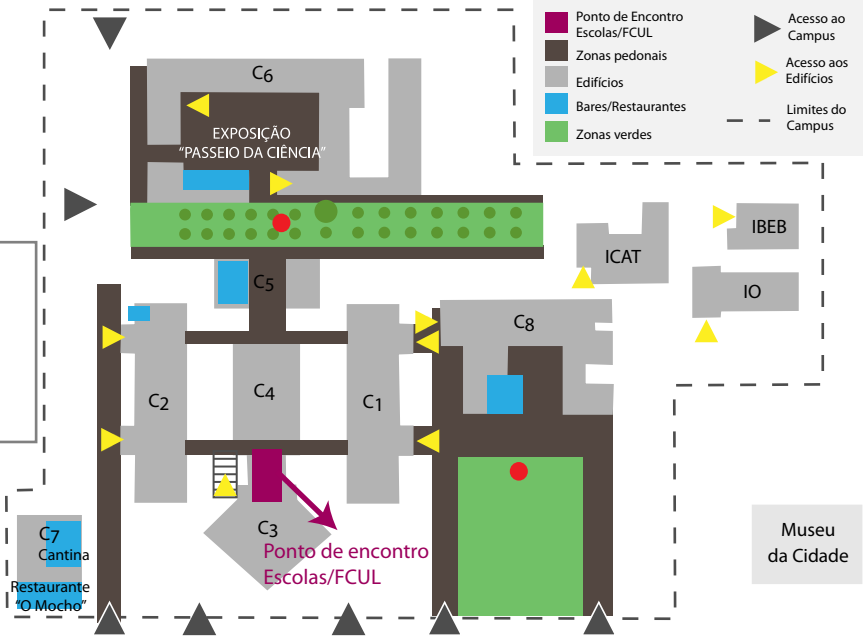 Ponto de Encontro
Escolas/FCUL
Zonas pedonais
Edifícios
Bares/Restaurantes
Zonas verdes
Acesso ao
Campus
Acesso aos
Edifícios
Limites do
Campus
C6
EXPOSIÇÃO
“PASSEIO DA CIÊNCIA”
IBEB
ICAT
IO
C5
C8
C2
C4
C1
C3
Ponto de encontro
Escolas/FCUL
C7
Cantina
Restaurante
“O Mocho”
Museu
da Cidade